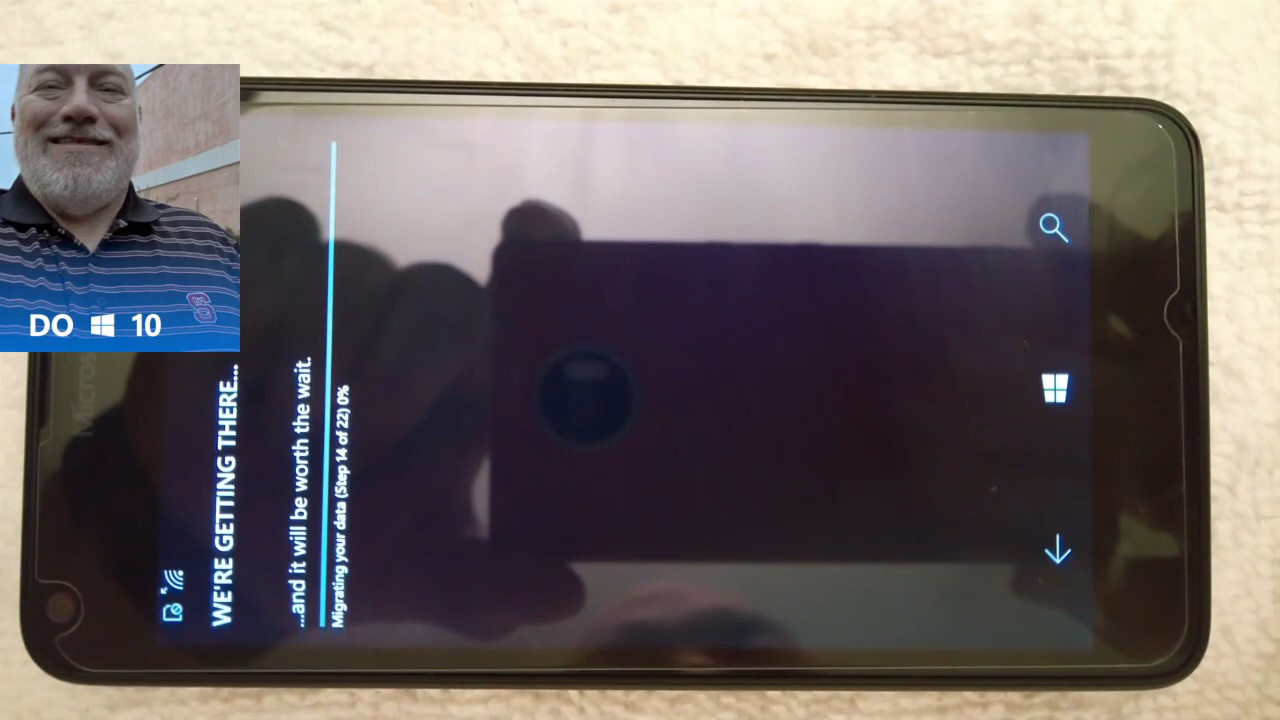 DO 10
Micros
WE'RE GETTING THERE...
...and it will be worth the wait.
Migrating your data (Step 14 of 22) 0%